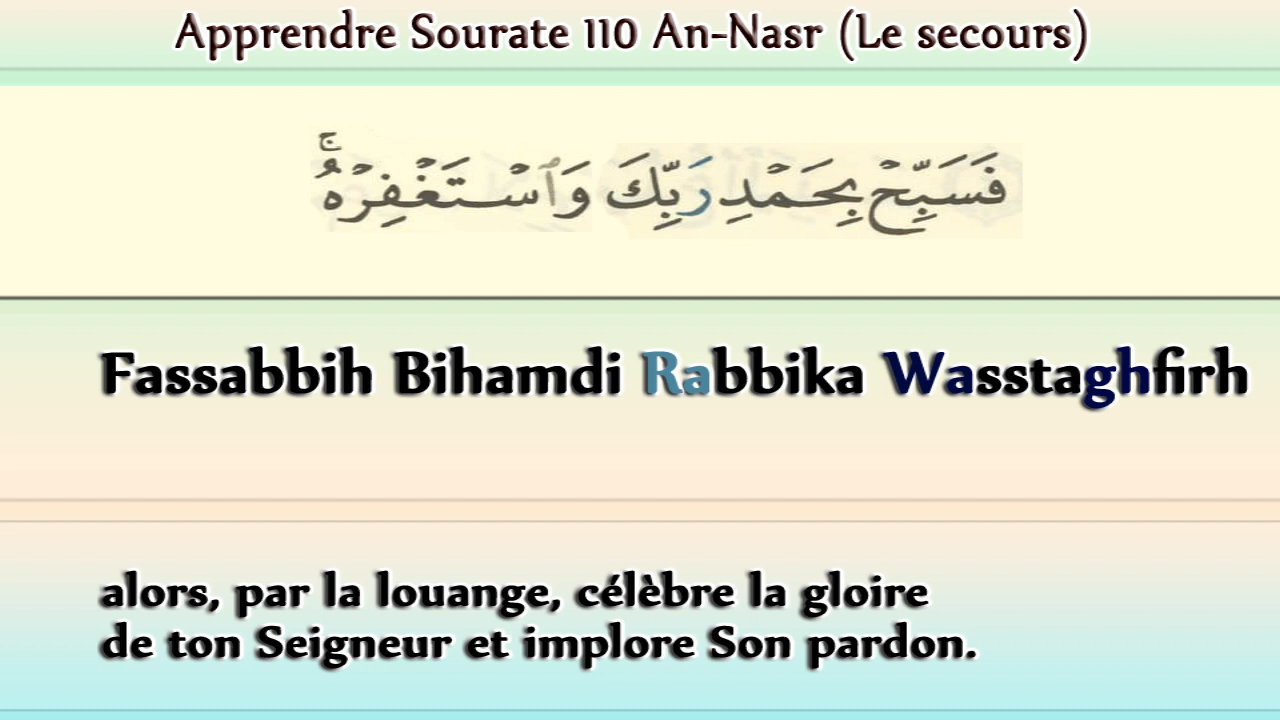 Apprendre Sourate 110 An-Nasr (Le secours)
فَسَبِّحۡ بِحَمۡدِ رَبِّكَ وَٱسۡتَغۡفِرۡهُۚ
Fassabbih Bihamdi Rabbika Wasstaghfirh
alors, par la louange, célèbre la gloire
de ton Seigneur et implore Son pardon.